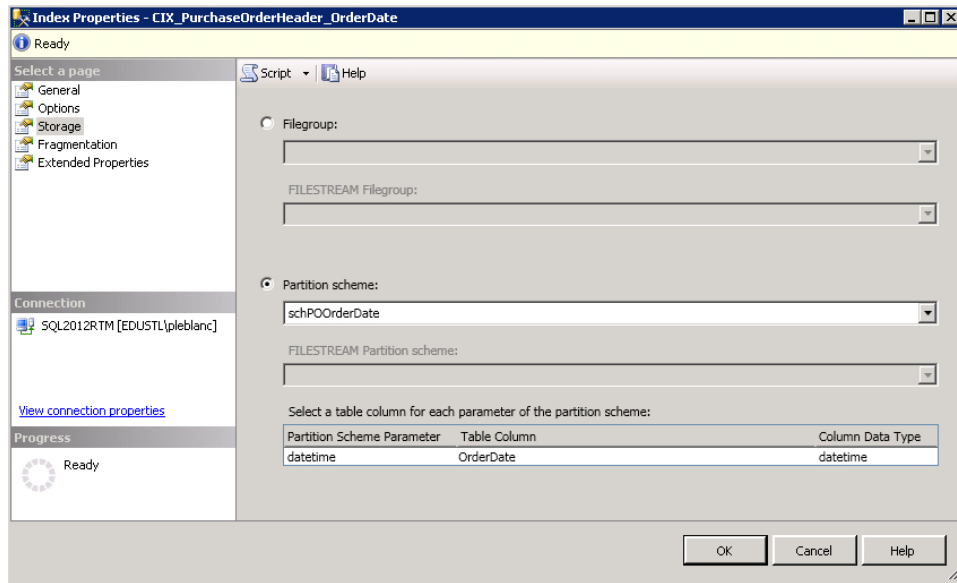 Index Properties - CIX_PurchaseOrderHeader_OrderDate
Ready
Select a page
General
Options
Storage
Fragmentation
Extended Properties
Connection
SQL2012RTM [EDUSTL\pleblanc]
View connection properties
Progress
Ready
Script Help
Filegroup:
FILESTREAM Filegroup:
Partition scheme:
schPOOrderDate
FILESTREAM Partition scheme:
Select a table column for each parameter of the partition scheme:
Partition Scheme Parameter Table Column Column Data Type
datetime OrderDate datetime
OK Cancel Help